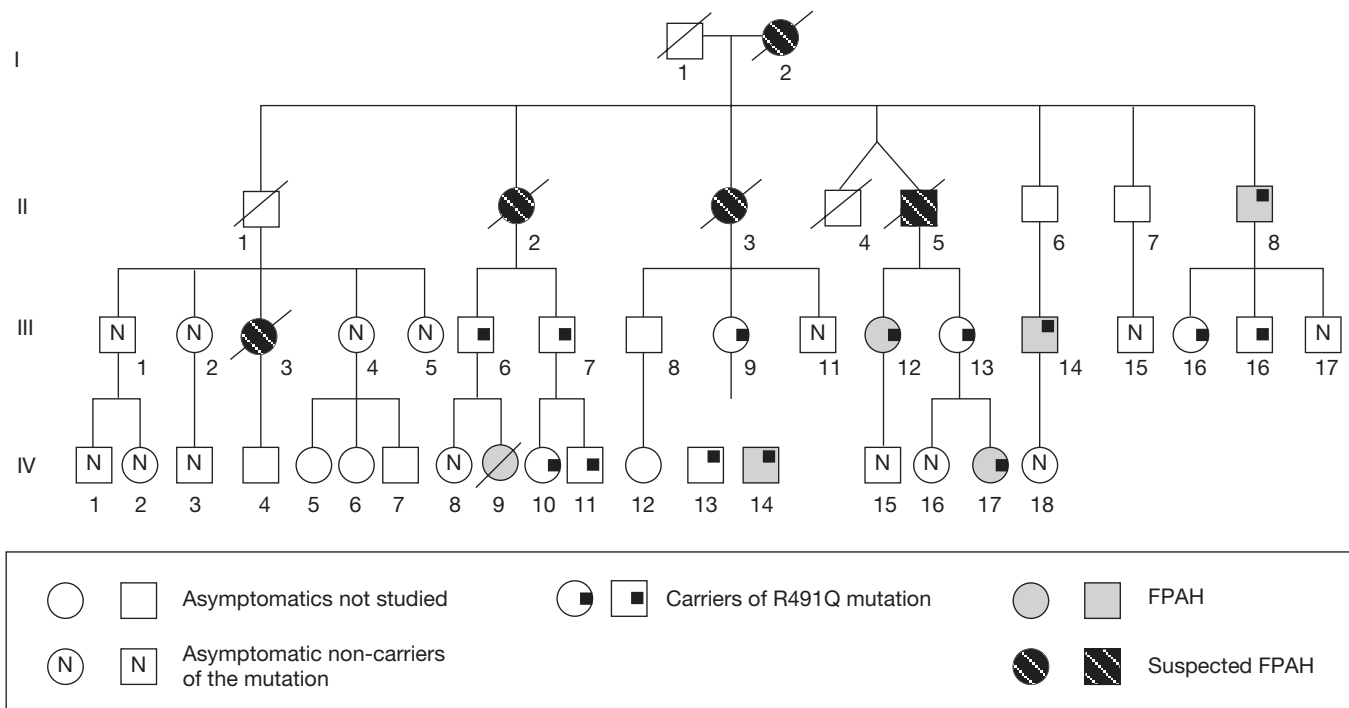 I
1 2
II
1 2 3 4 5 6 7 8
N N N N N N N
III
1 2 3 4 5 6 7 8 9 11 12 13 14 15 16 16 17
N N N N N N N
IV
1 2 3 4 5 6 7 8 9 10 11 12 13 14 15 16 17 18
Asymptomatics not studied
Carriers of R491Q mutation
FPAH
N N Asymptomatic non-carriers
of the mutation
Suspected FPAH